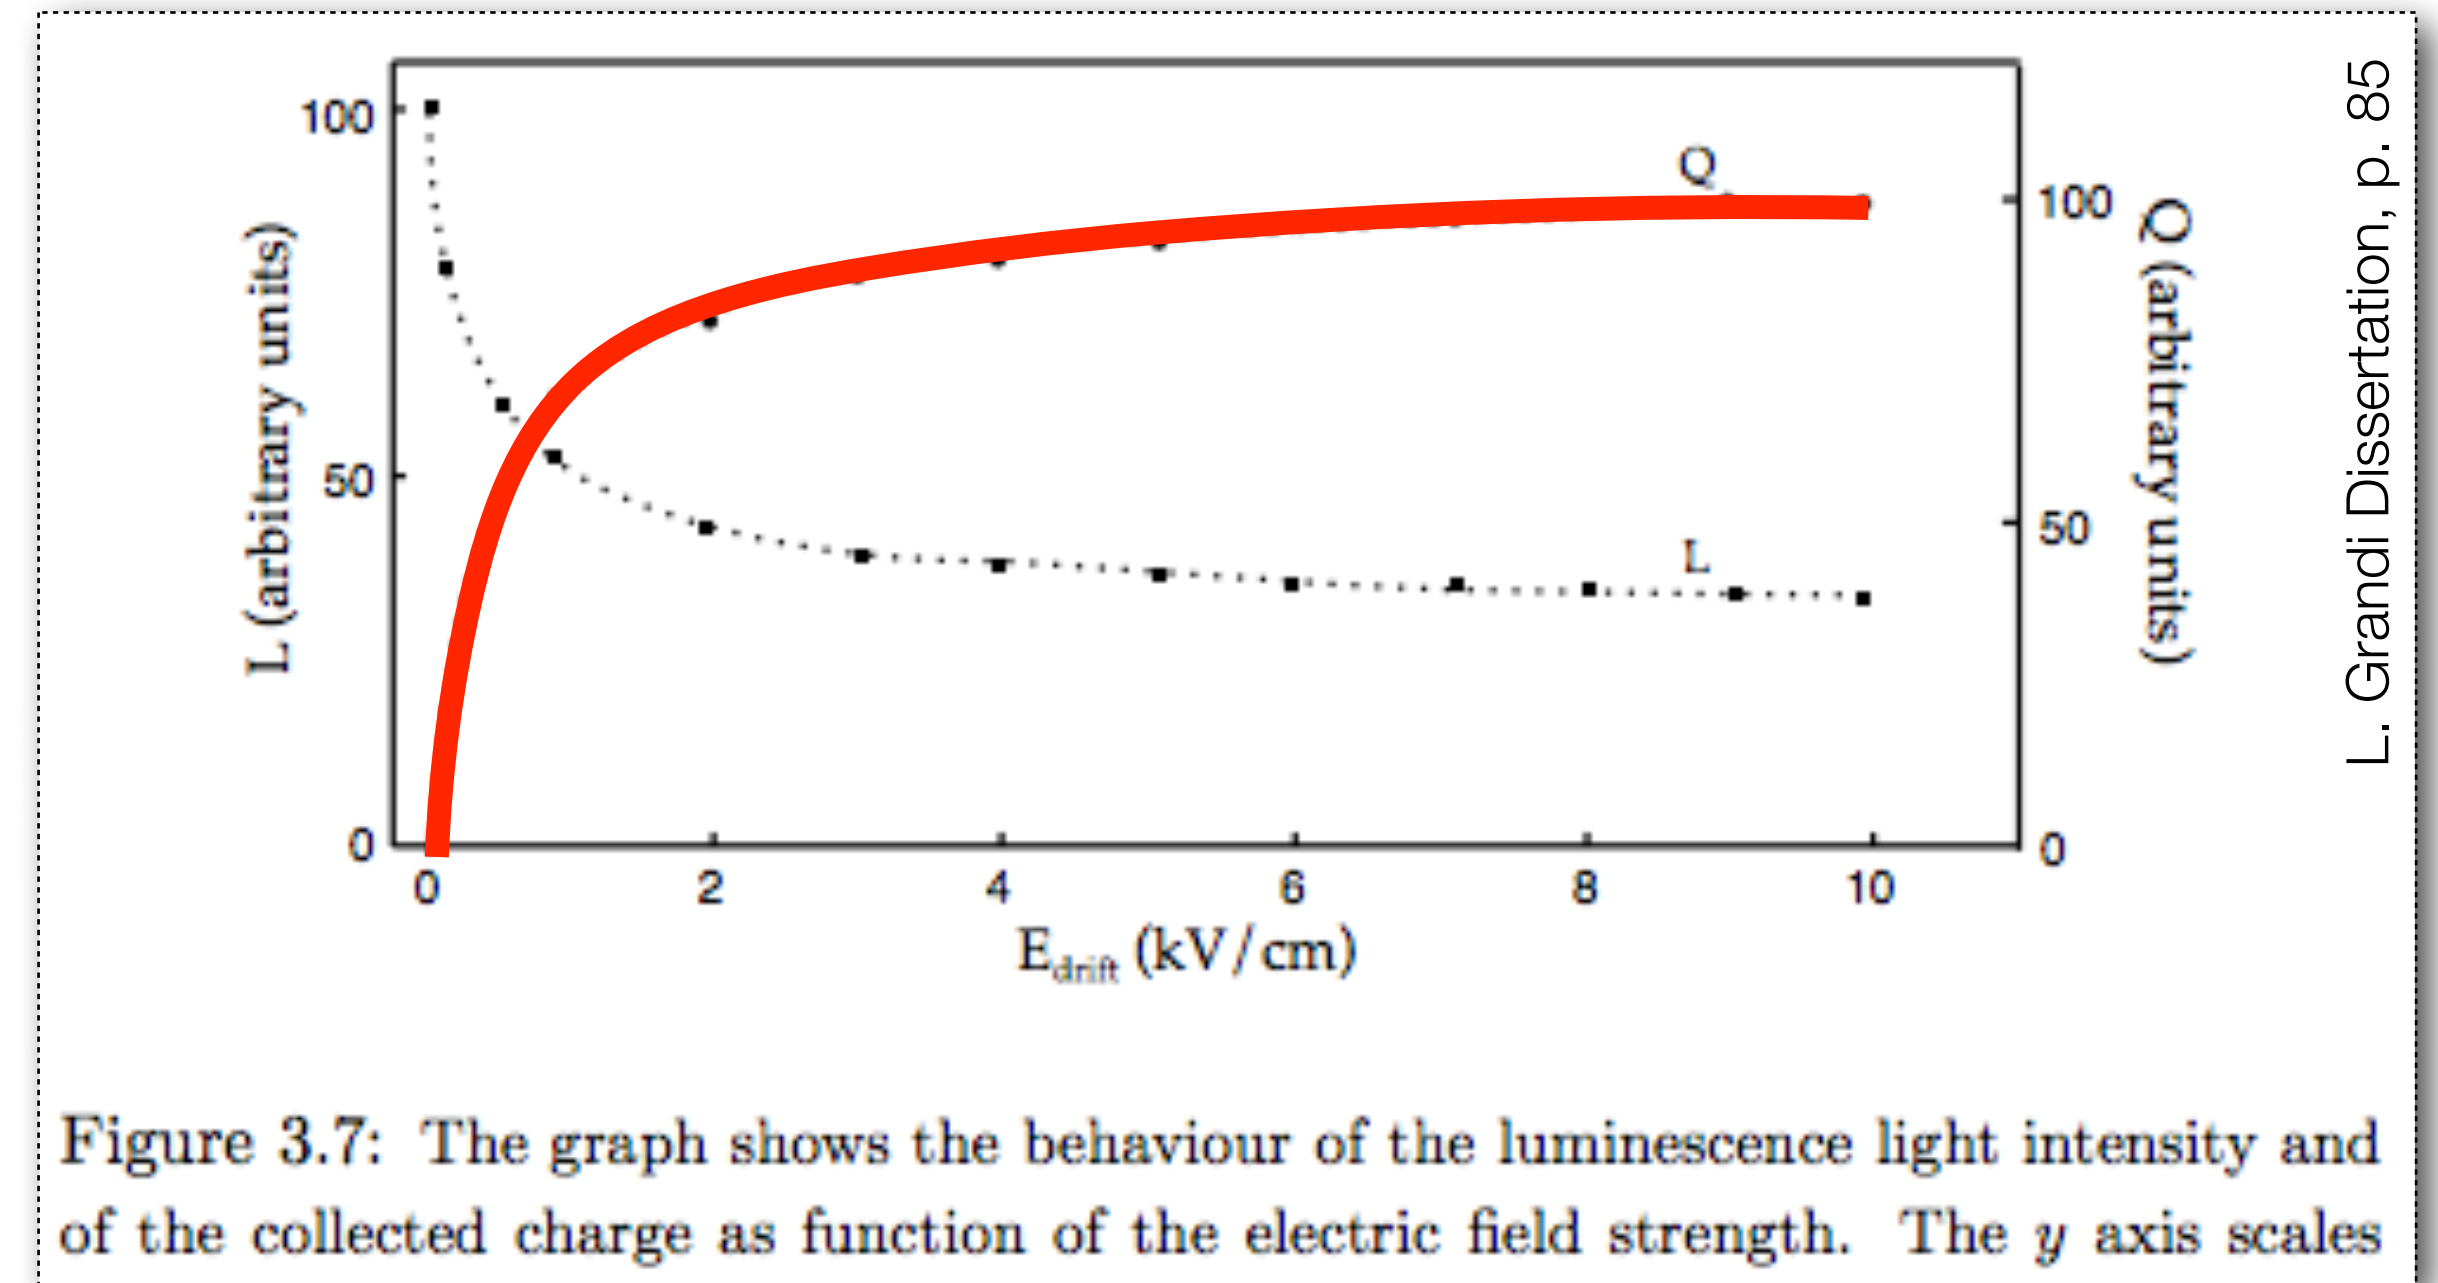 100
50
0
L (arbitrary units)
Q
L
100
50
0
Q (arbitrary units)
0 2 4 6 8 10
E_drift (kV/cm)
L. Grandi Dissertation, p. 85
Figure 3.7: The graph shows the behaviour of the luminescence light intensity and
of the collected charge as function of the electric field strength. The y axis scales